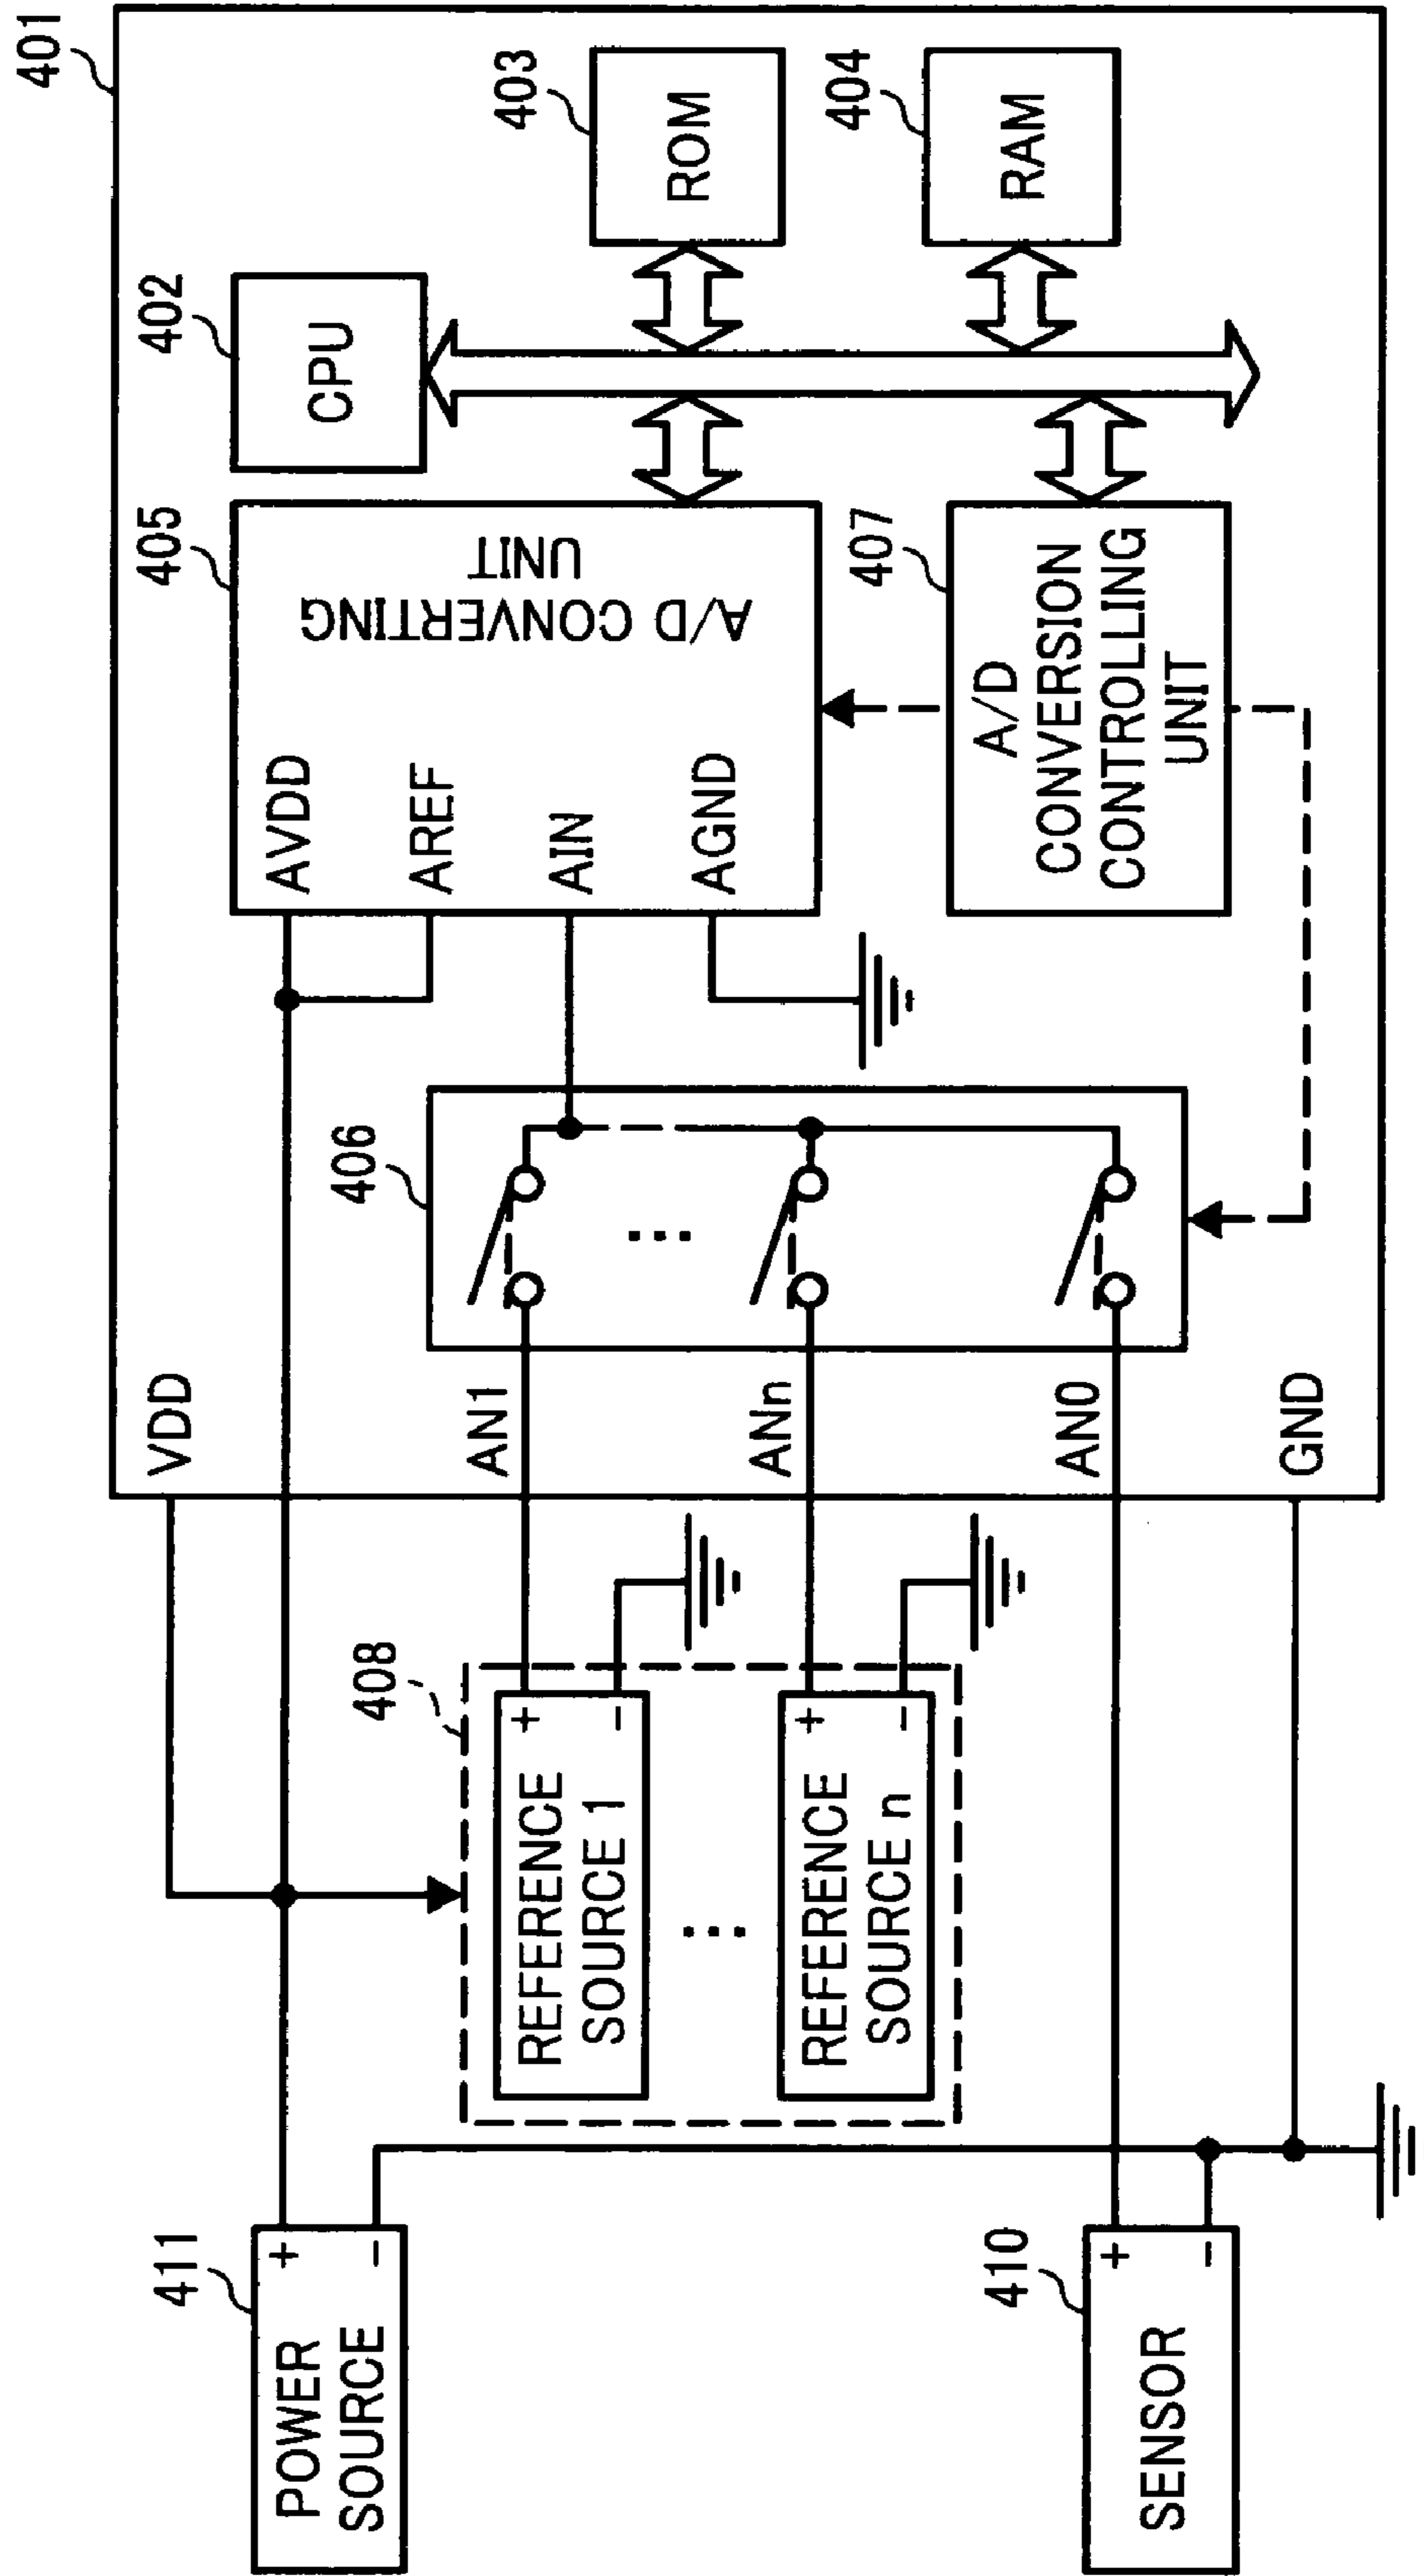 401
VDD
402
CPU
403
ROM
404
RAM
405
A/D CONVERTING
UNIT
AVDD
AREF
AIN
AGND
407
A/D
CONVERSION
CONTROLLING
UNIT
406
...
AN1
ANn
AN0
GND
408
REFERENCE
SOURCE 1
+
−
...
REFERENCE
SOURCE n
+
−
411
POWER
SOURCE
+
−
410
SENSOR
+
−